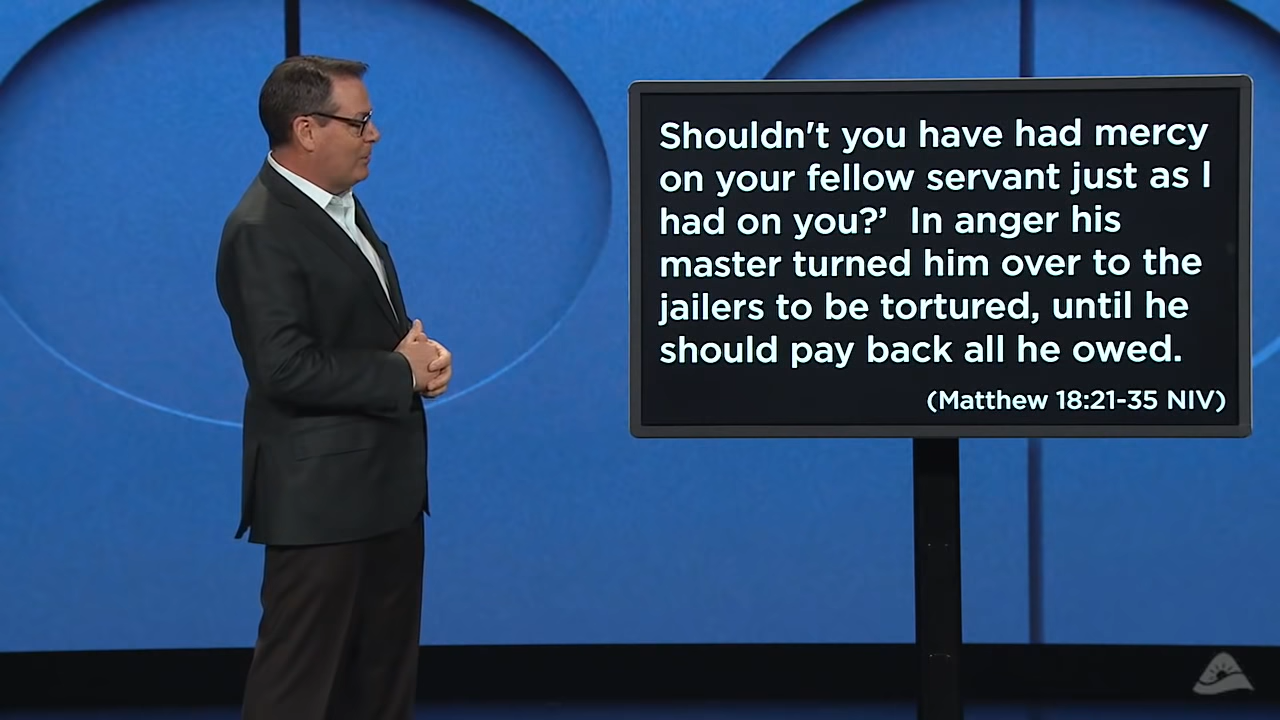 Shouldn't you have had mercy
on your fellow servant just as I
had on you?’  In anger his
master turned him over to the
jailers to be tortured, until he
should pay back all he owed.
(Matthew 18:21-35 NIV)